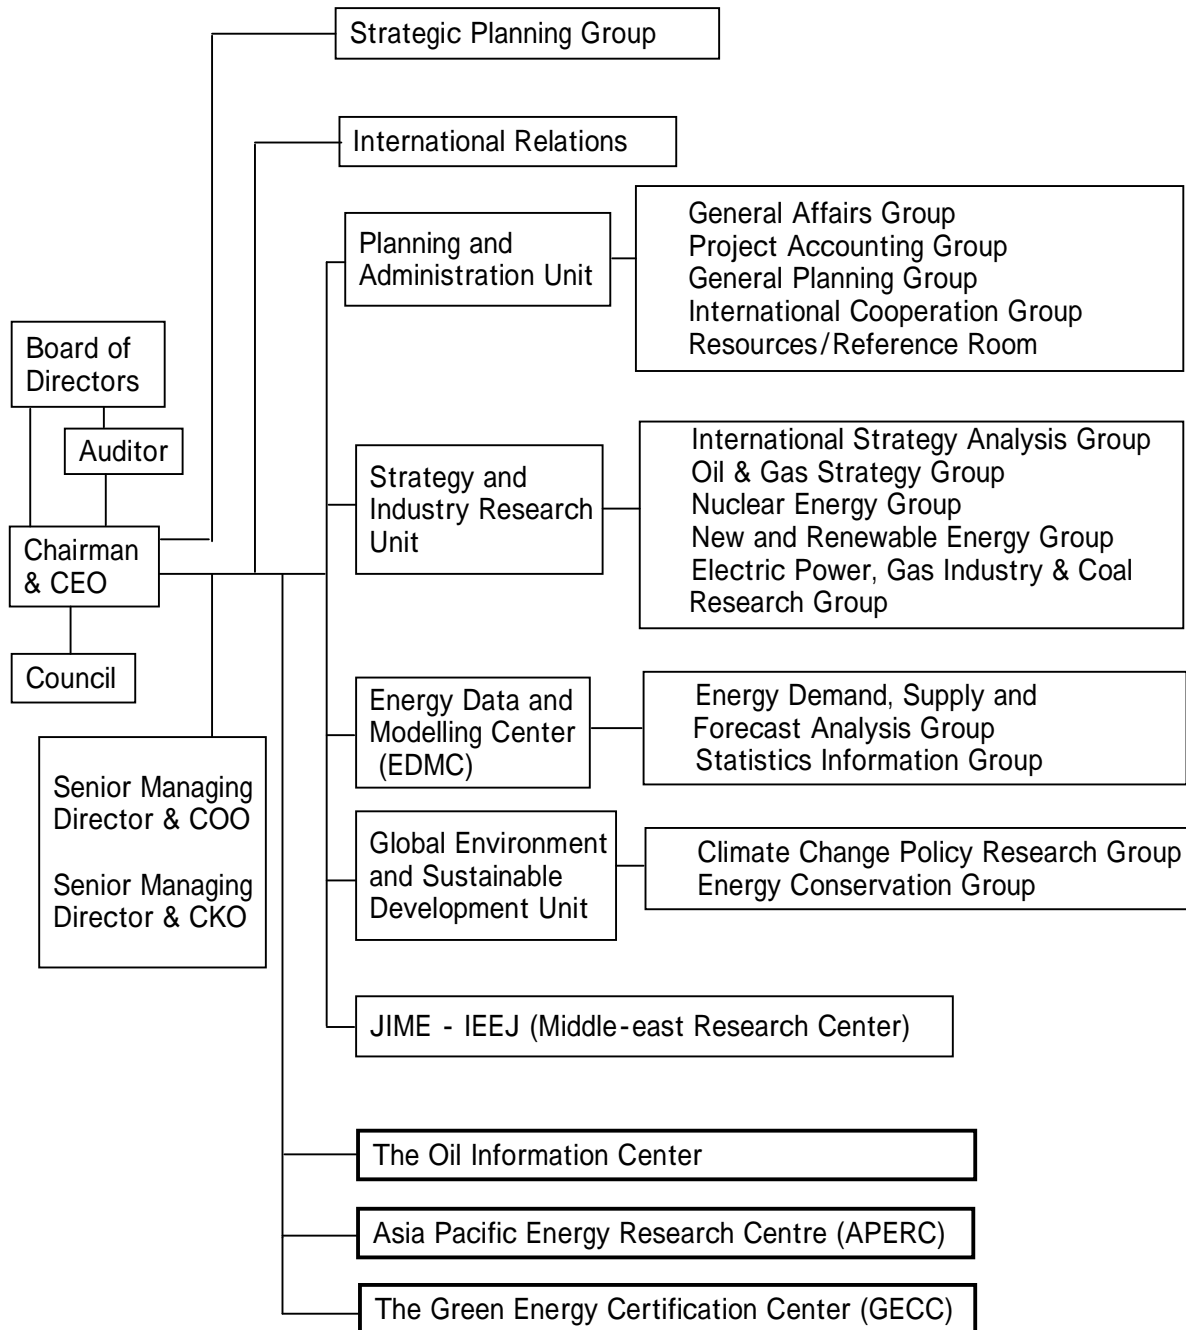 Strategic Planning Group
International Relations
Planning and
Administration Unit
General Affairs Group
Project Accounting Group
General Planning Group
International Cooperation Group
Resources/Reference Room
Board of
Directors
Auditor
Chairman
& CEO
Council
Strategy and
Industry Research
Unit
International Strategy Analysis Group
Oil & Gas Strategy Group
Nuclear Energy Group
New and Renewable Energy Group
Electric Power, Gas Industry & Coal
Research Group
Energy Data and
Modelling Center
(EDMC)
Energy Demand, Supply and
Forecast Analysis Group
Statistics Information Group
Senior Managing
Director & COO
Senior Managing
Director & CKO
Global Environment
and Sustainable
Development Unit
Climate Change Policy Research Group
Energy Conservation Group
JIME - IEEJ (Middle-east Research Center)
The Oil Information Center
Asia Pacific Energy Research Centre (APERC)
The Green Energy Certification Center (GECC)